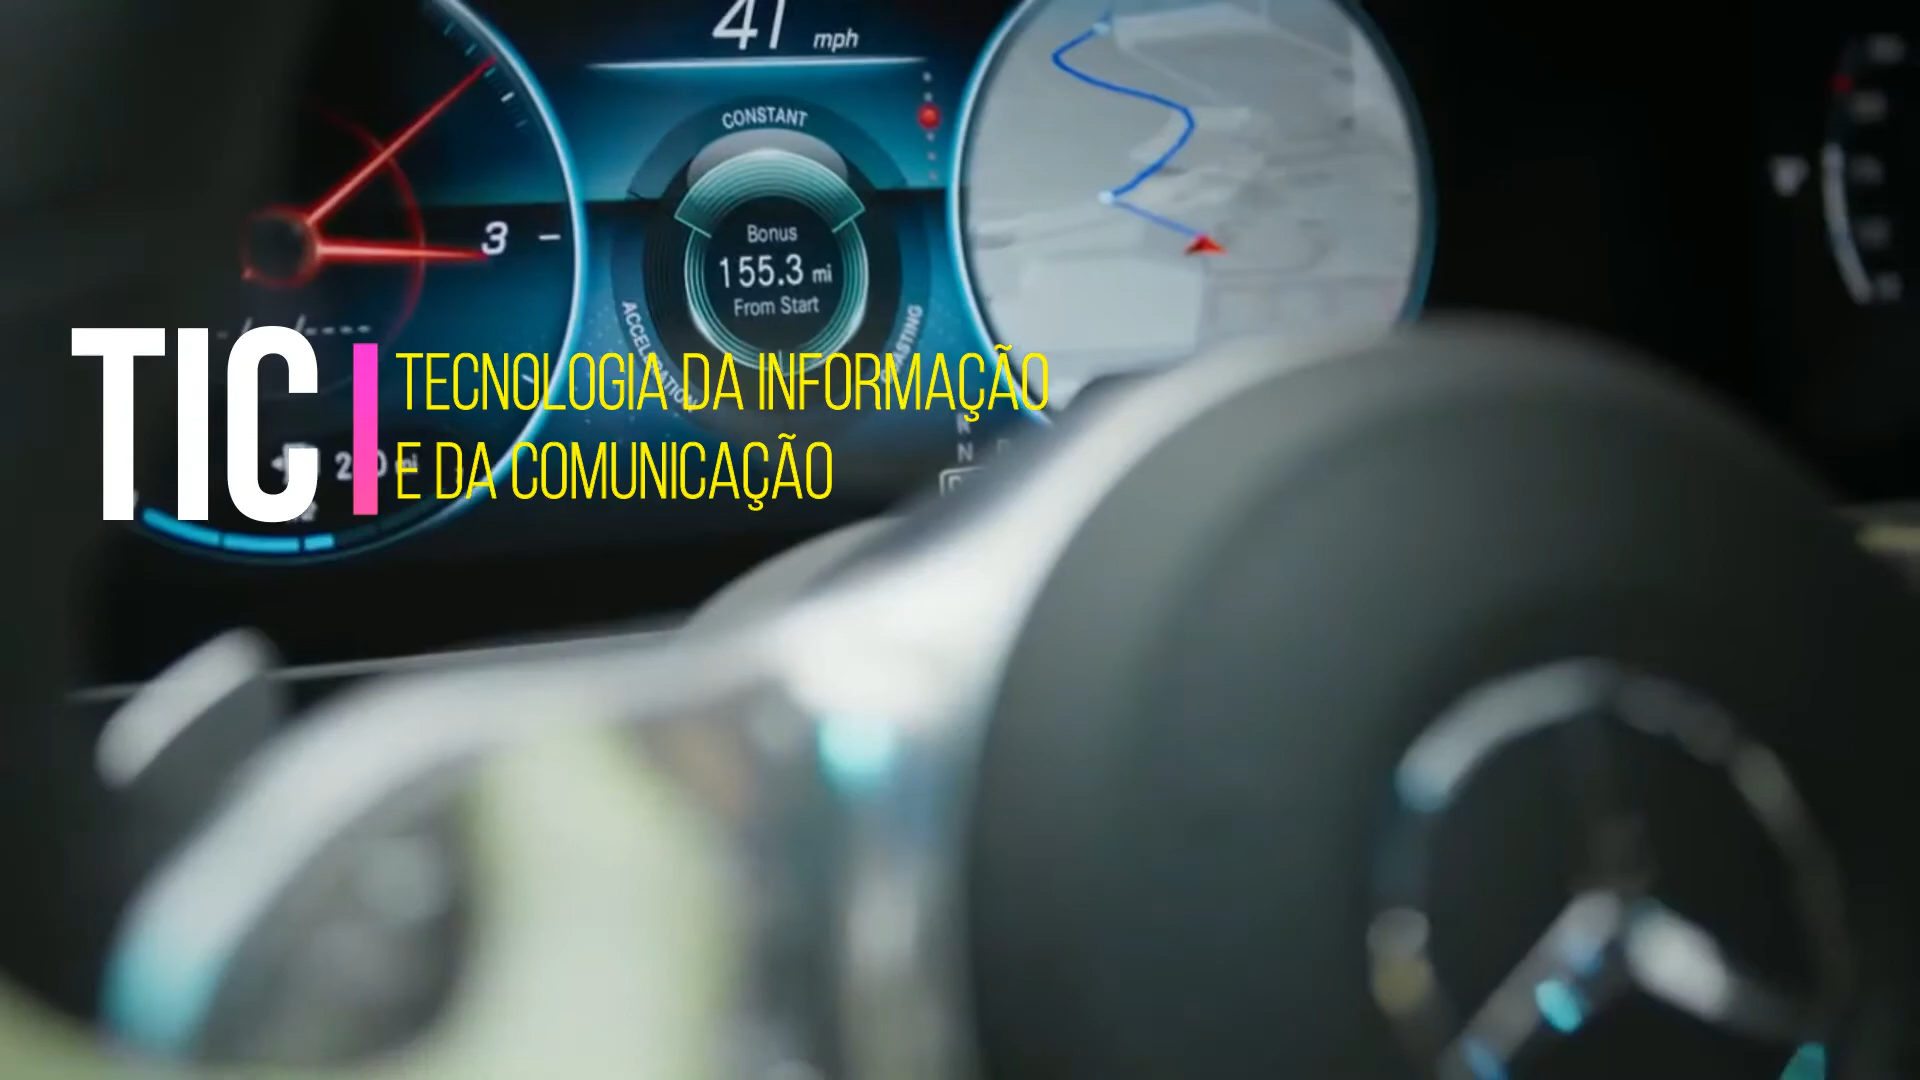 41 mph
CONSTANT
3
Bonus
155.3 mi
From Start
TIC
TECNOLOGIA DA INFORMAÇÃO
E DA COMUNICAÇÃO
N